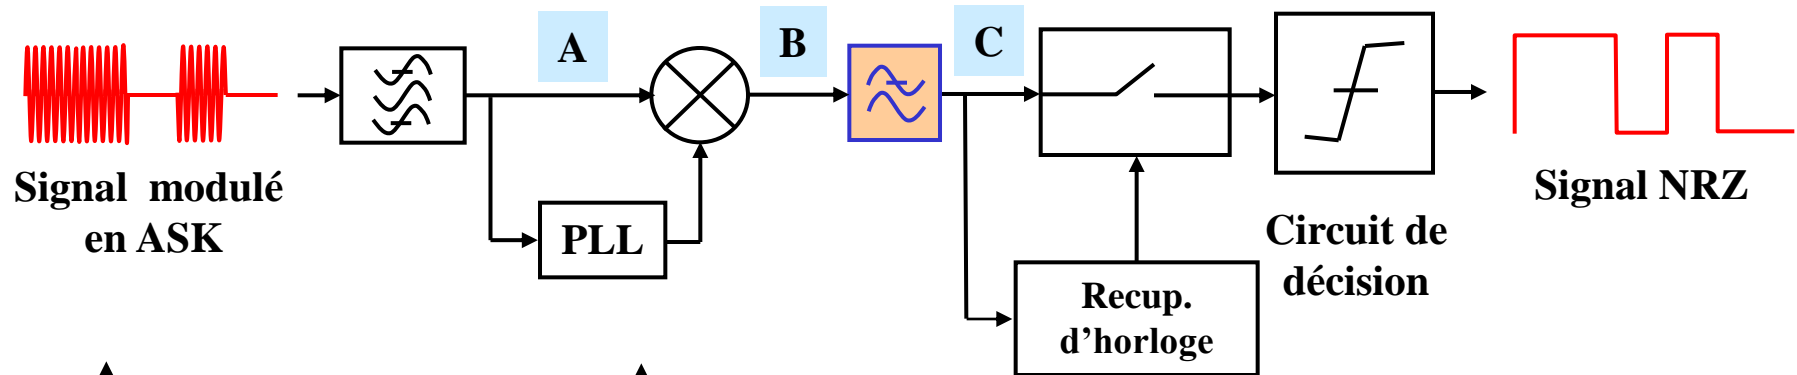 A
B
C
Signal modulé
en ASK
PLL
Recup.
d'horloge
Circuit de
décision
Signal NRZ